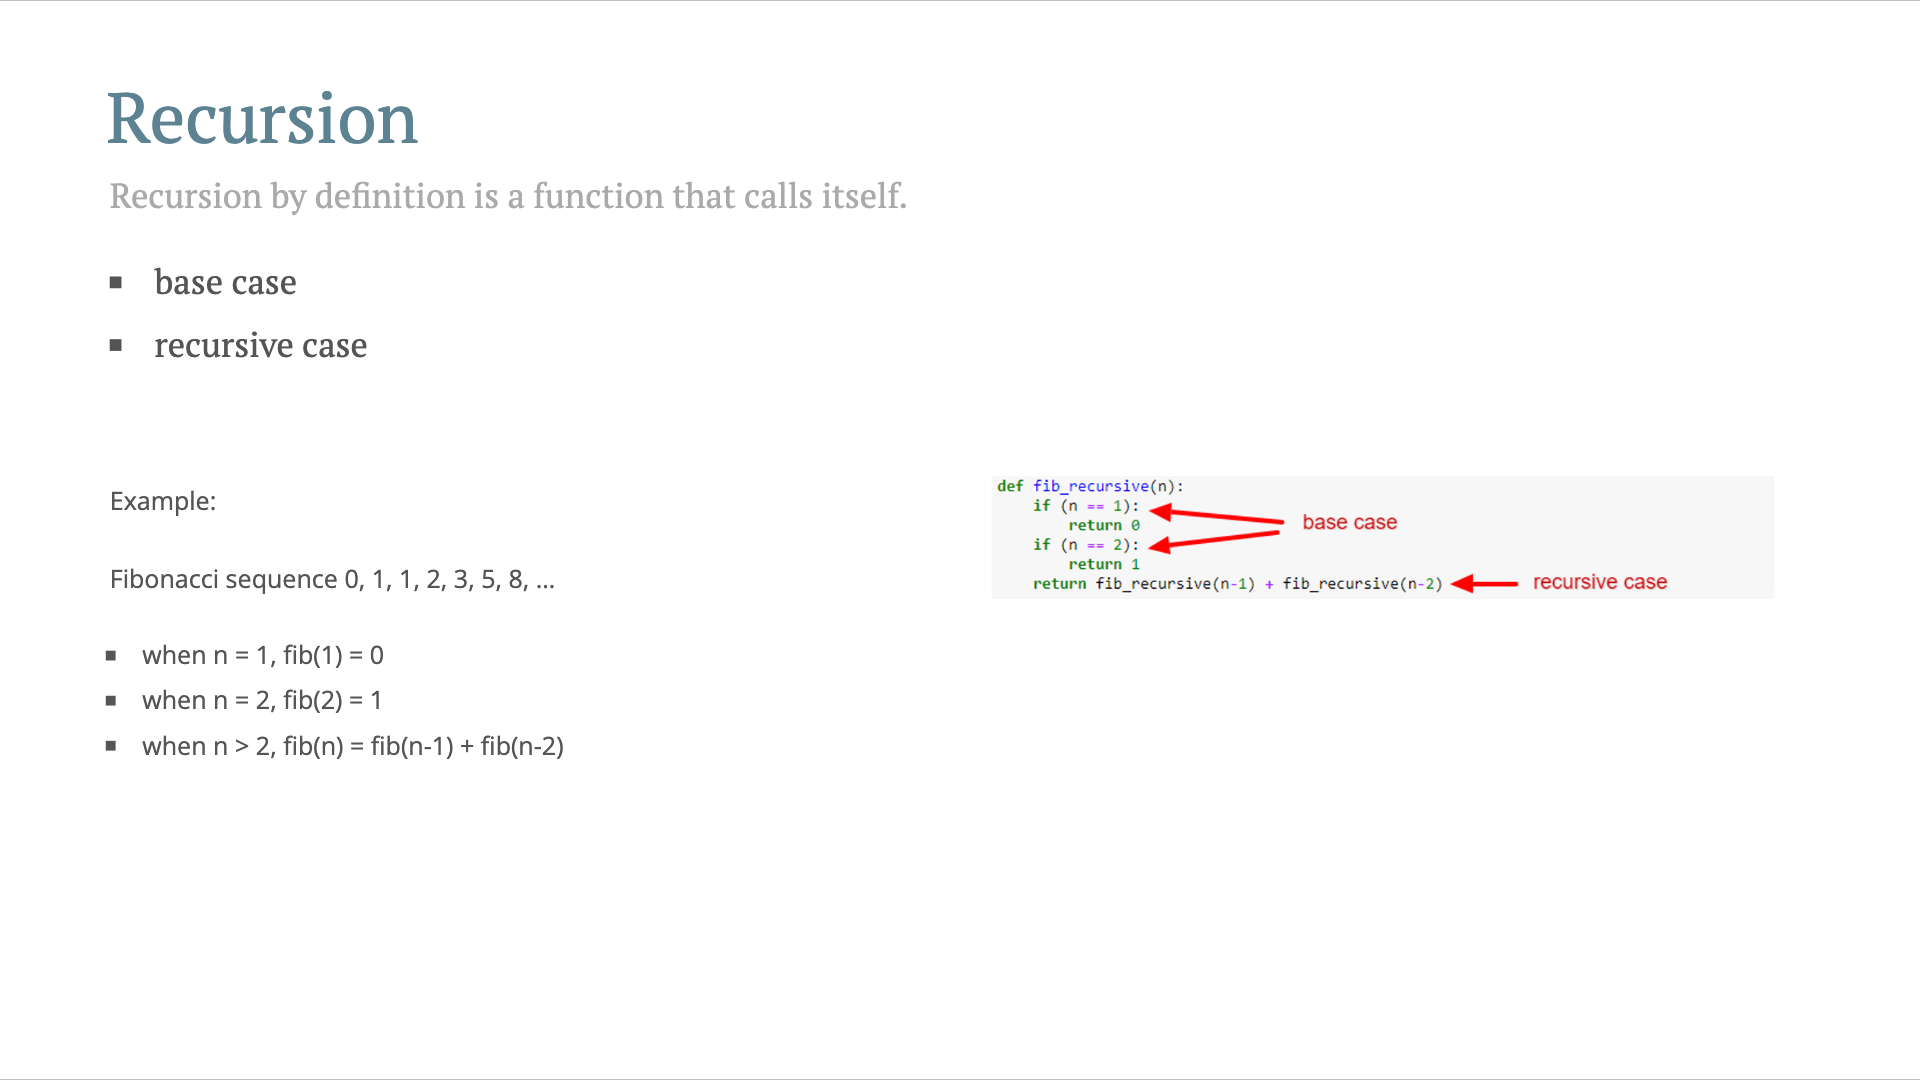 Recursion
Recursion by definition is a function that calls itself.
▪ base case
▪ recursive case
Example:
Fibonacci sequence 0, 1, 1, 2, 3, 5, 8, ...
▪ when n = 1, fib(1) = 0
▪ when n = 2, fib(2) = 1
▪ when n > 2, fib(n) = fib(n-1) + fib(n-2)
def fib_recursive(n):
    if (n == 1):
        return 0
base case
    if (n == 2):
        return 1
    return fib_recursive(n-1) + fib_recursive(n-2)
recursive case